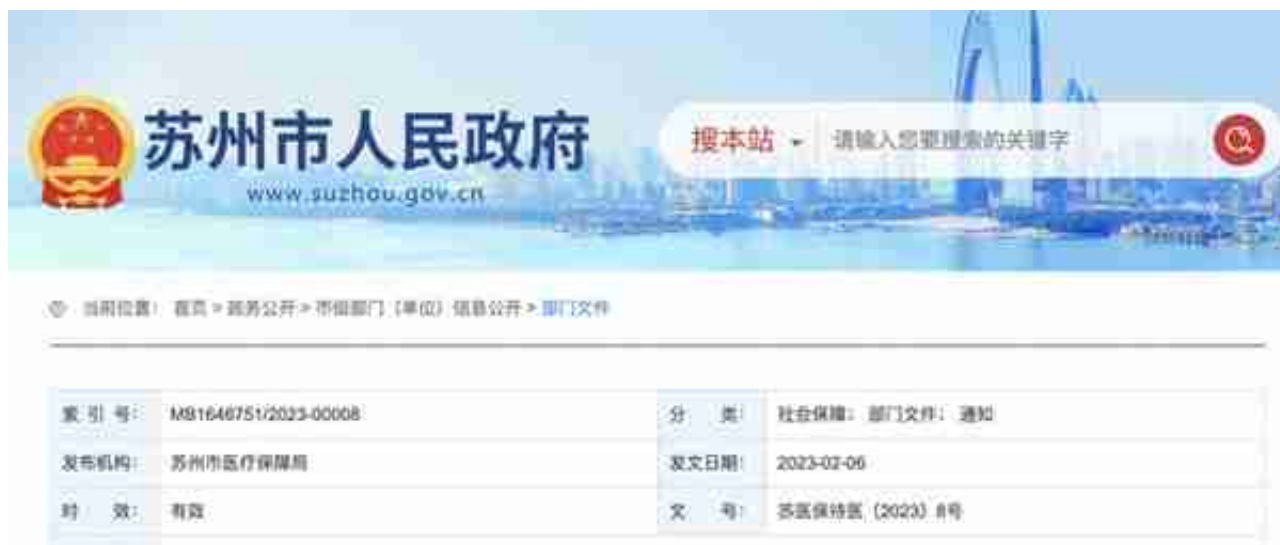 苏州市人民政府
www.suzhou.gov.cn
搜本站
请输入您要搜索的关键字
当前位置： 首页 > 政务公开 > 市级部门（单位）信息公开 > 部门文件
索 引 号： MB1646751/2023-00008
分 类： 社会保障； 部门文件； 通知
发布机构： 苏州市医疗保障局
发文日期： 2023-02-06
时 效： 有效
文 号： 苏医保待医〔2023〕8号